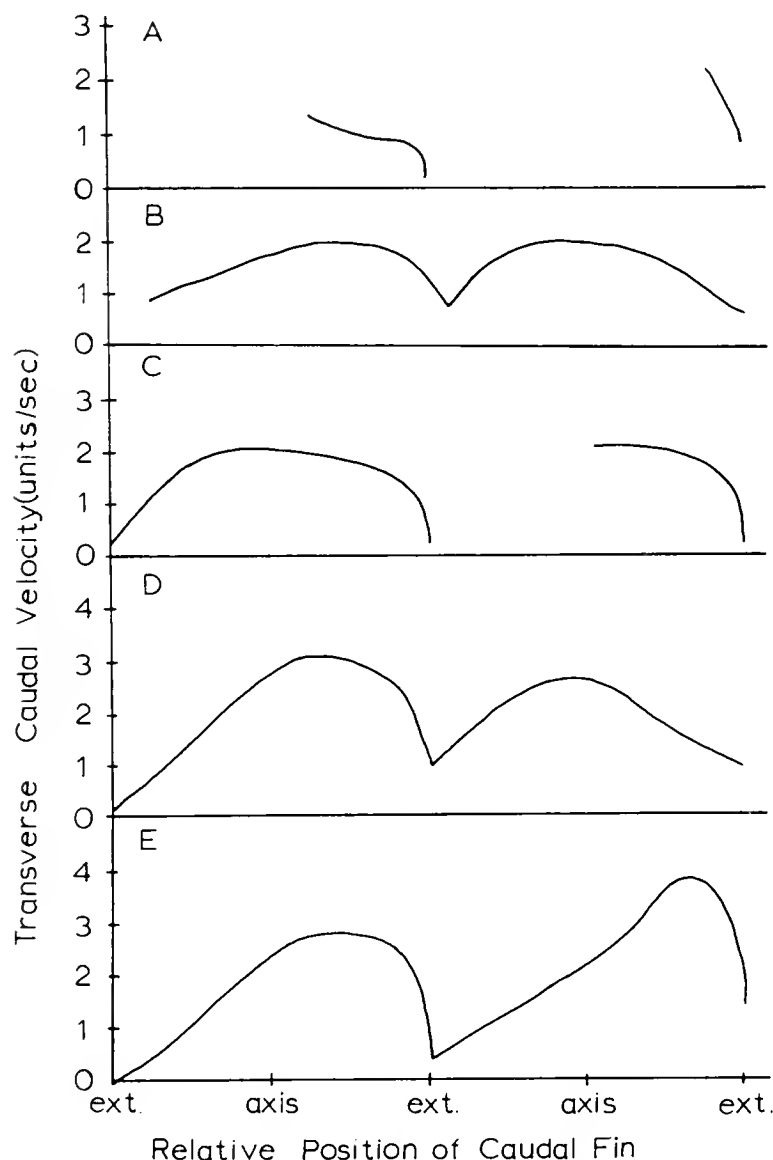 Transverse Caudal Velocity(units/sec)
A
3
2
1
0
B
2
1
0
C
3
2
1
0
D
4
3
2
1
0
E
4
3
2
1
0
ext. axis ext. axis ext.
Relative Position of Caudal Fin